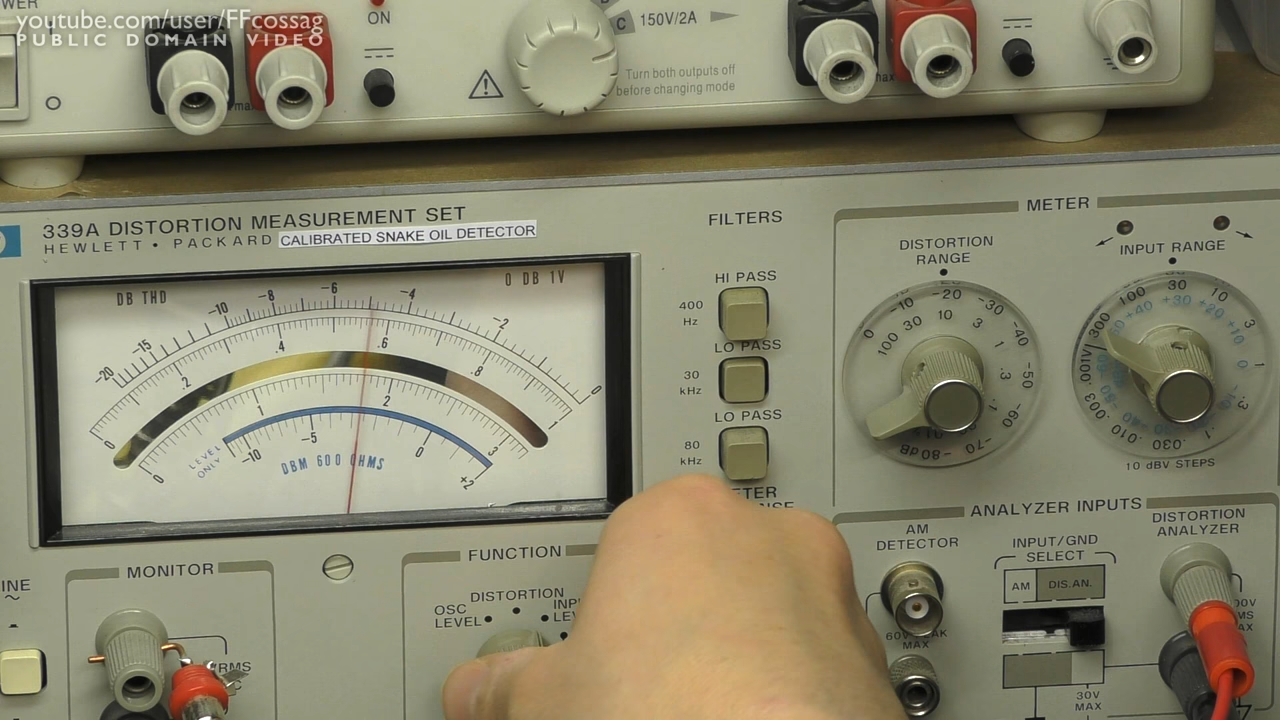 youtube.com/user/FFcossag
PUBLIC DOMAIN VIDEO
ON
C 150V/2A
Turn both outputs off
before changing mode
max
339A DISTORTION MEASUREMENT SET
HEWLETT • PACKARD
CALIBRATED SNAKE OIL DETECTOR
DB THD
0 DB 1V
-20 -15 -10 -8 -6 -4 -2 0
0 .2 .4 .6 .8 1
0 1 2 3
LEVEL
ONLY
-10 -5 0 +2
DBM 600 OHMS
FILTERS
HI PASS
400
Hz
LO PASS
30
kHz
LO PASS
80
kHz
METER
DISTORTION
RANGE
0 -10 -20 -30 -40 -50 -60 -70 -80dB
100 30 10 3 1 .3 .1
INPUT RANGE
300 100 30 10 3 1 .3 .1 .030 .010 .003 .001V
+40 +30 +20 +10
10 dBV STEPS
ANALYZER INPUTS
AM
DETECTOR
INPUT/GND
SELECT
DISTORTION
ANALYZER
AM DIS.AN.
MAX
30V
MAX
MONITOR
FUNCTION
DISTORTION
OSC
LEVEL
RMS